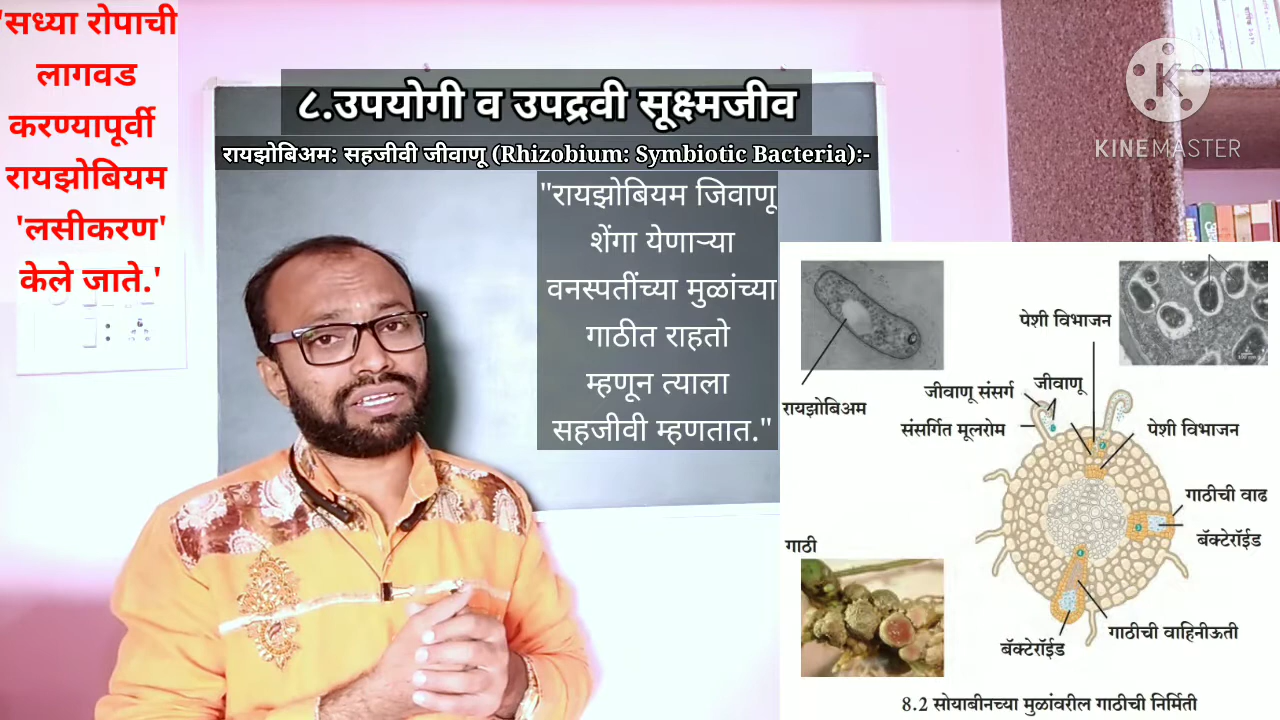 'सध्या रोपाची
लागवड
करण्यापूर्वी
रायझोबियम
'लसीकरण'
केले जाते.'
८.उपयोगी व उपद्रवी सूक्ष्मजीव
रायझोबिअम: सहजीवी जीवाणू (Rhizobium: Symbiotic Bacteria):-
"रायझोबियम जिवाणू
शेंगा येणाऱ्या
वनस्पतींच्या मुळांच्या
गाठीत राहतो
म्हणून त्याला
सहजीवी म्हणतात."
KINEMASTER
रायझोबिअम
पेशी विभाजन
जीवाणू संसर्ग
जीवाणू
संसर्गित मूलरोम
पेशी विभाजन
गाठीची वाढ
बॅक्टेरॉईड
गाठी
गाठीची वाहिनीऊती
बॅक्टेरॉईड
8.2 सोयाबीनच्या मुळांवरील गाठीची निर्मिती